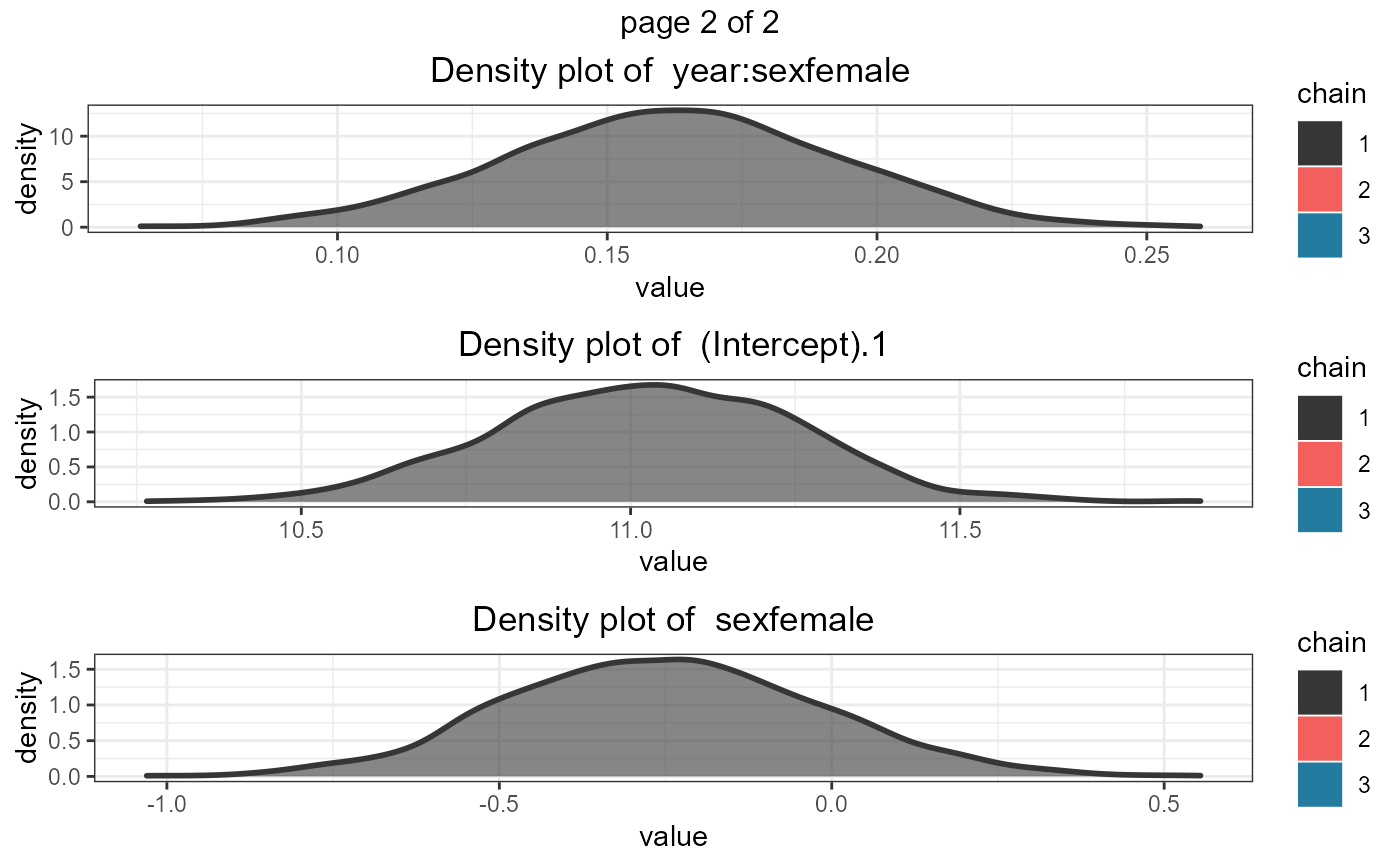 page 2 of 2
Density plot of  year:sexfemale
density
10
5
0
0.10 0.15 0.20 0.25
value
chain
1
2
3
Density plot of  (Intercept).1
density
1.5
1.0
0.5
0.0
10.5 11.0 11.5
value
chain
1
2
3
Density plot of  sexfemale
density
1.5
1.0
0.5
0.0
-1.0 -0.5 0.0 0.5
value
chain
1
2
3